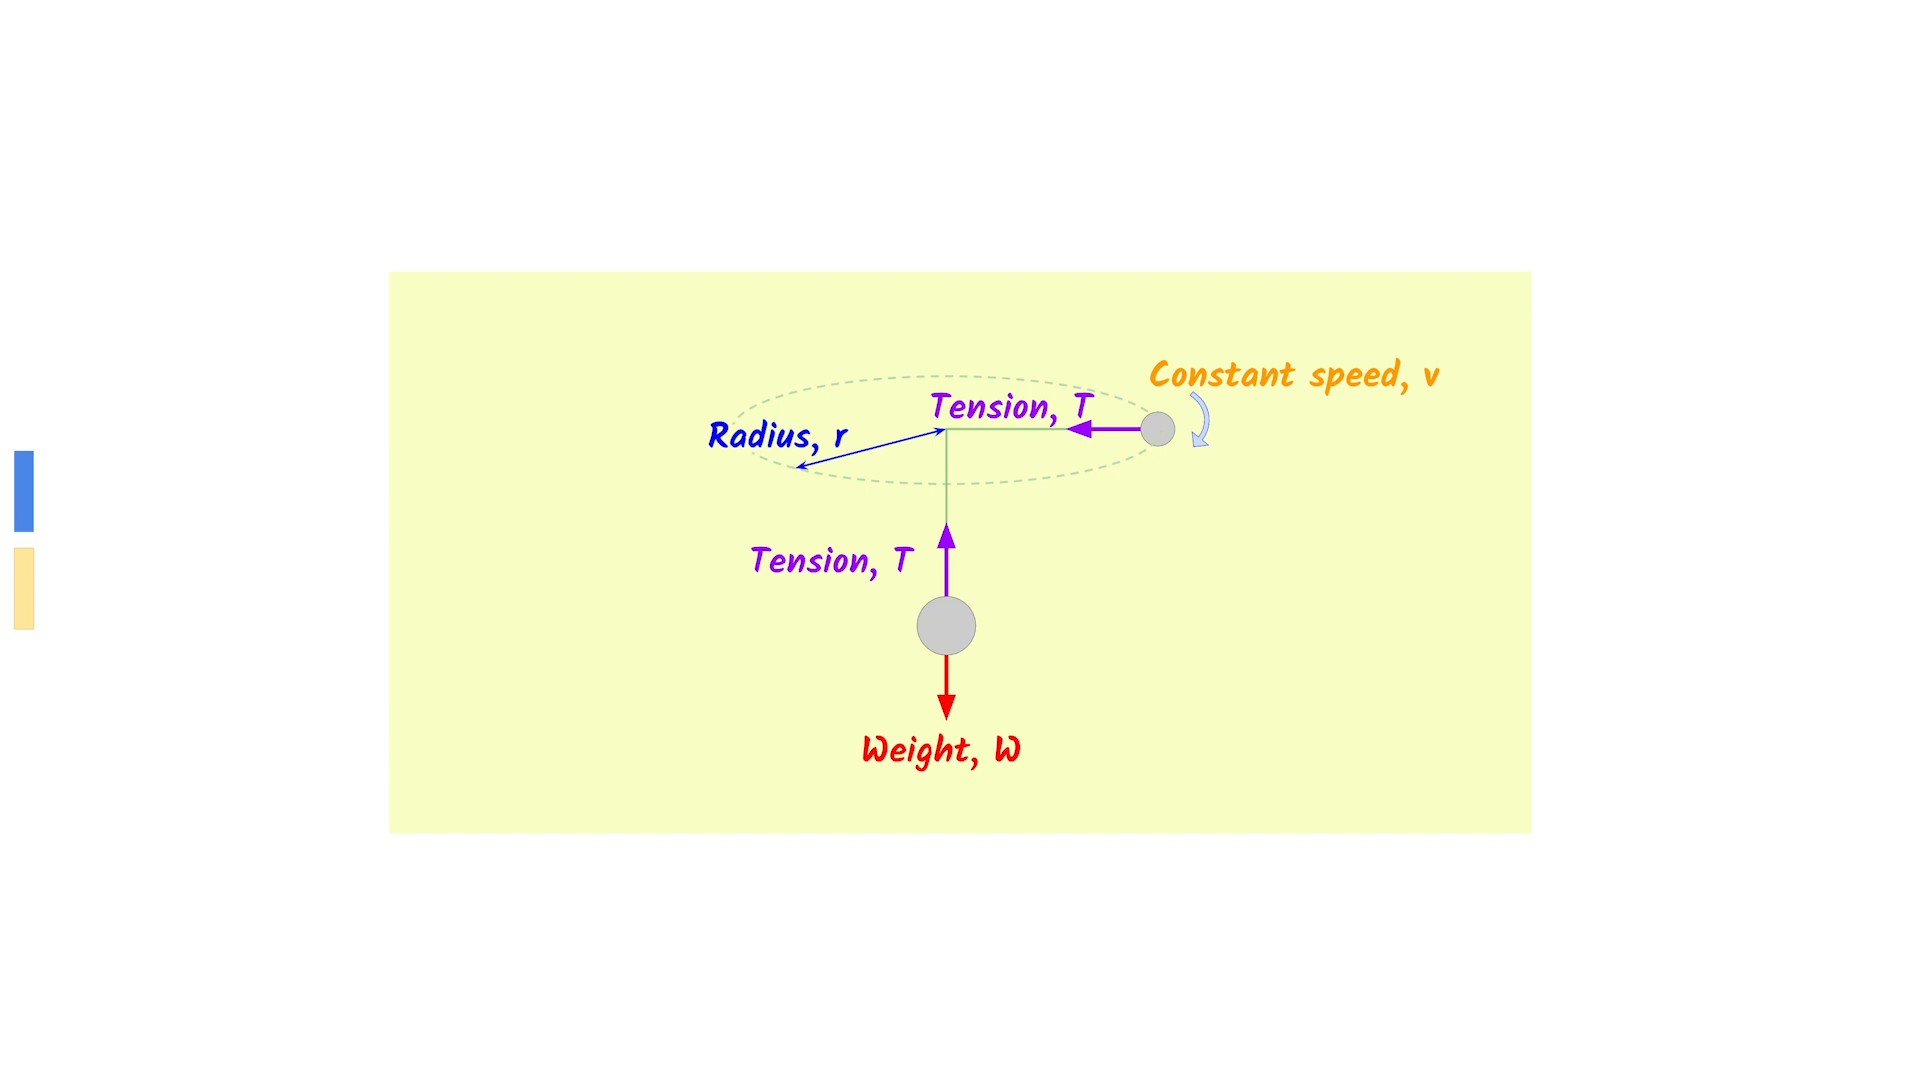 Constant speed, v
Tension, T
Radius, r
Tension, T
Weight, W